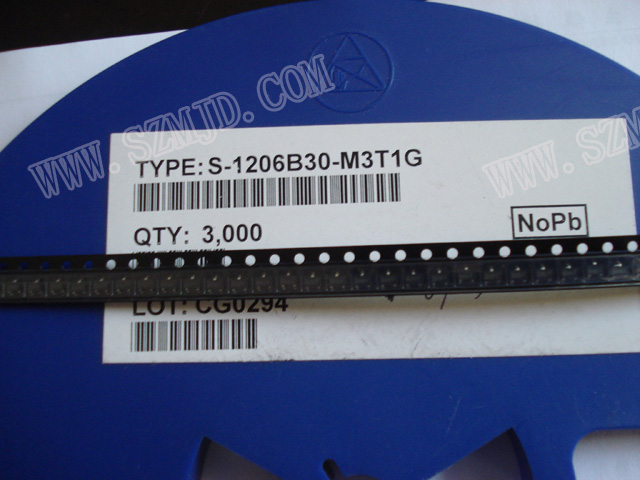 WWW.SZMJD.COM
TYPE: S-1206B30-M3T1G
QTY: 3,000
NoPb
LOT: CG0294
WWW.SZM